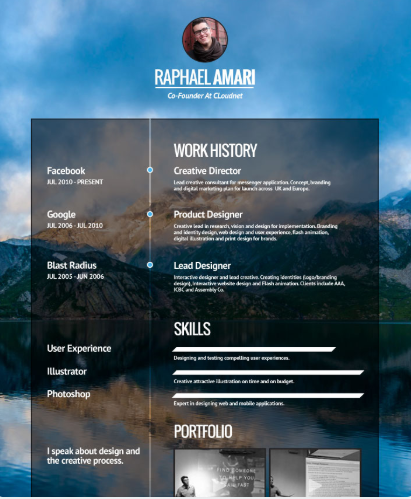 RAPHAEL AMARI
Co-Founder At CLoudnet
WORK HISTORY
Facebook
JUL 2010 - PRESENT
Creative Director
Lead creative consultant for messenger application. Concept, branding
and digital marketing plan for launch across UK and Europe.
Google
JUL 2006 - JUL 2010
Product Designer
Creative lead in research, vision and design for implementation. Branding
and identity design, web design and user experience, flash animation,
digital illustration and print design for brands.
Blast Radius
JUL 2005 - JUN 2006
Lead Designer
Interactive designer and lead creative. Creating identities (logo/branding
design), Interactive website design and Flash animation. Clients include AAA,
ICBC and Assembly Co.
SKILLS
User Experience
Designing and testing compelling user experiences.
Illustrator
Creative attractive illustration on time and on budget.
Photoshop
Expert in designing web and mobile applications.
PORTFOLIO
I speak about design and
the creative process.
FIND SOMEONE
TO HELP YOU